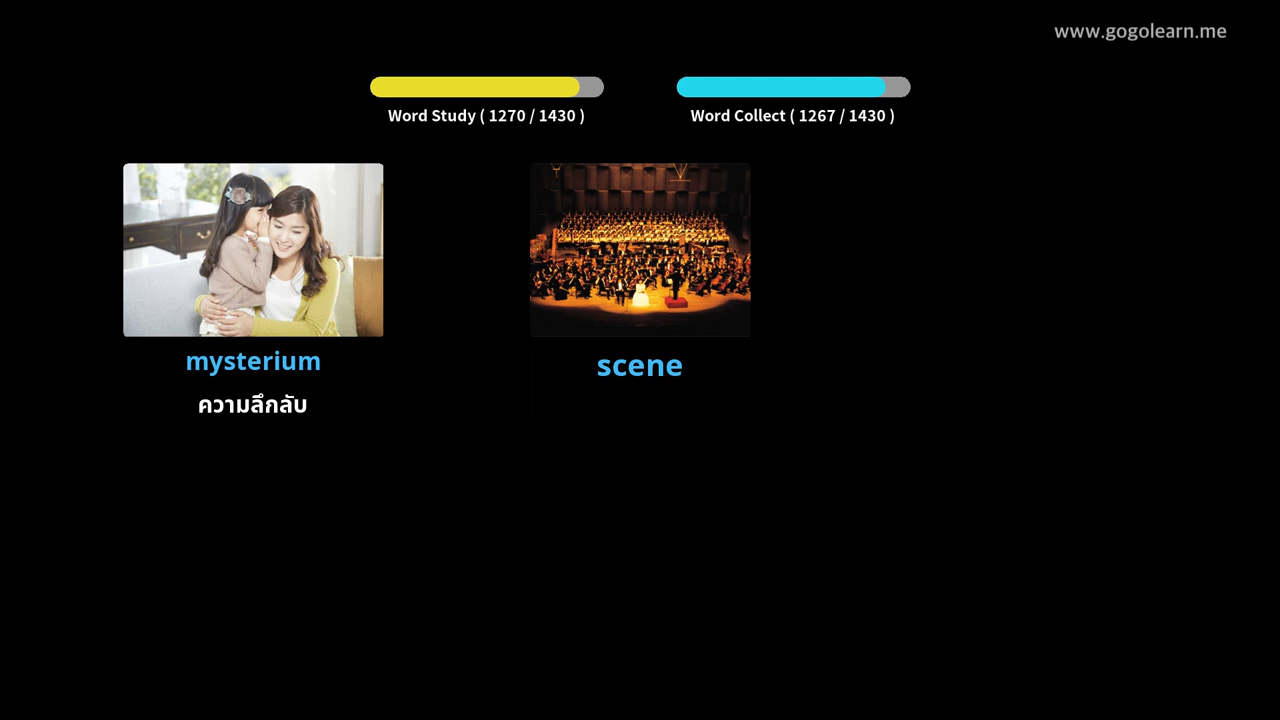 www.gogolearn.me
Word Study ( 1270 / 1430 )
Word Collect ( 1267 / 1430 )
mysterium
scene
ความลึกลับ